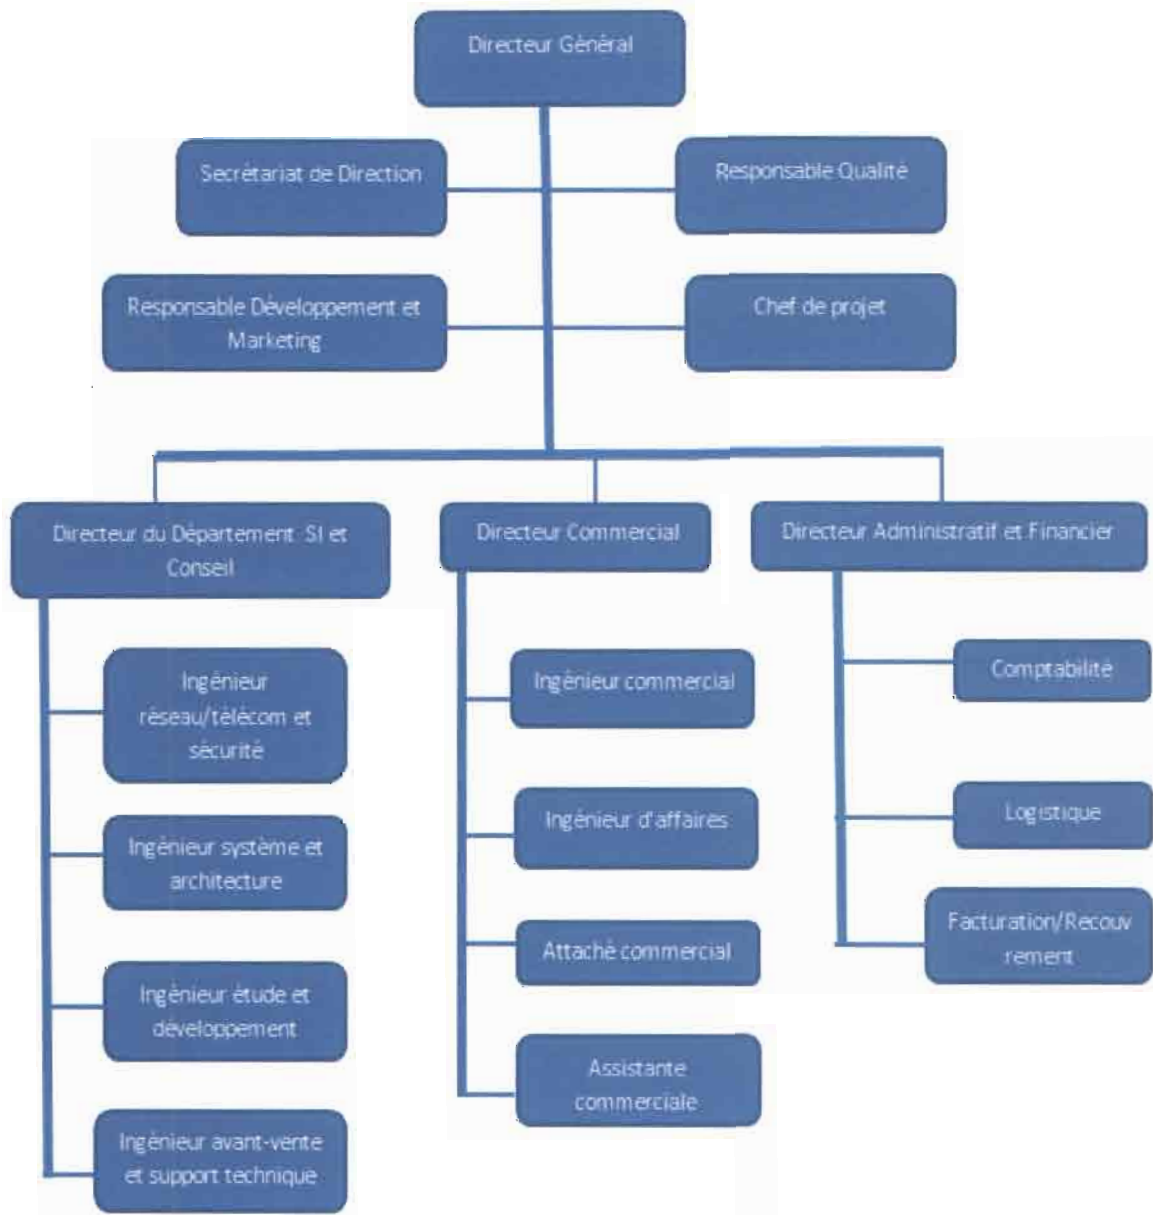 Directeur Général
Secrétariat de Direction
Responsable Qualité
Responsable Développement et
Marketing
Chef de projet
Directeur du Département SI et
Conseil
Directeur Commercial
Directeur Administratif et Financier
Ingénieur
réseau/télécom et
sécurité
Ingénieur système et
architecture
Ingénieur étude et
développement
Ingénieur avant-vente
et support technique
Ingénieur commercial
Ingénieur d'affaires
Attaché commercial
Assistante
commerciale
Comptabilité
Logistique
Facturation/Recouv
rement